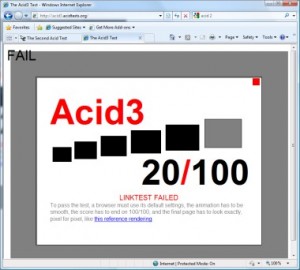 The Acid3 Test - Windows Internet Explorer
http://acid3.acidtests.org/
acid 2
Favorites Suggested Sites Get More Add-ons
The Second Acid Test The Acid3 Test
Page Safety Tools
FAIL
Acid3
20/100
LINKTEST FAILED
To pass the test, a browser must use its default settings, the animation has to be
smooth, the score has to end on 100/100, and the final page has to look exactly,
pixel for pixel, like this reference rendering.
Internet | Protected Mode: On